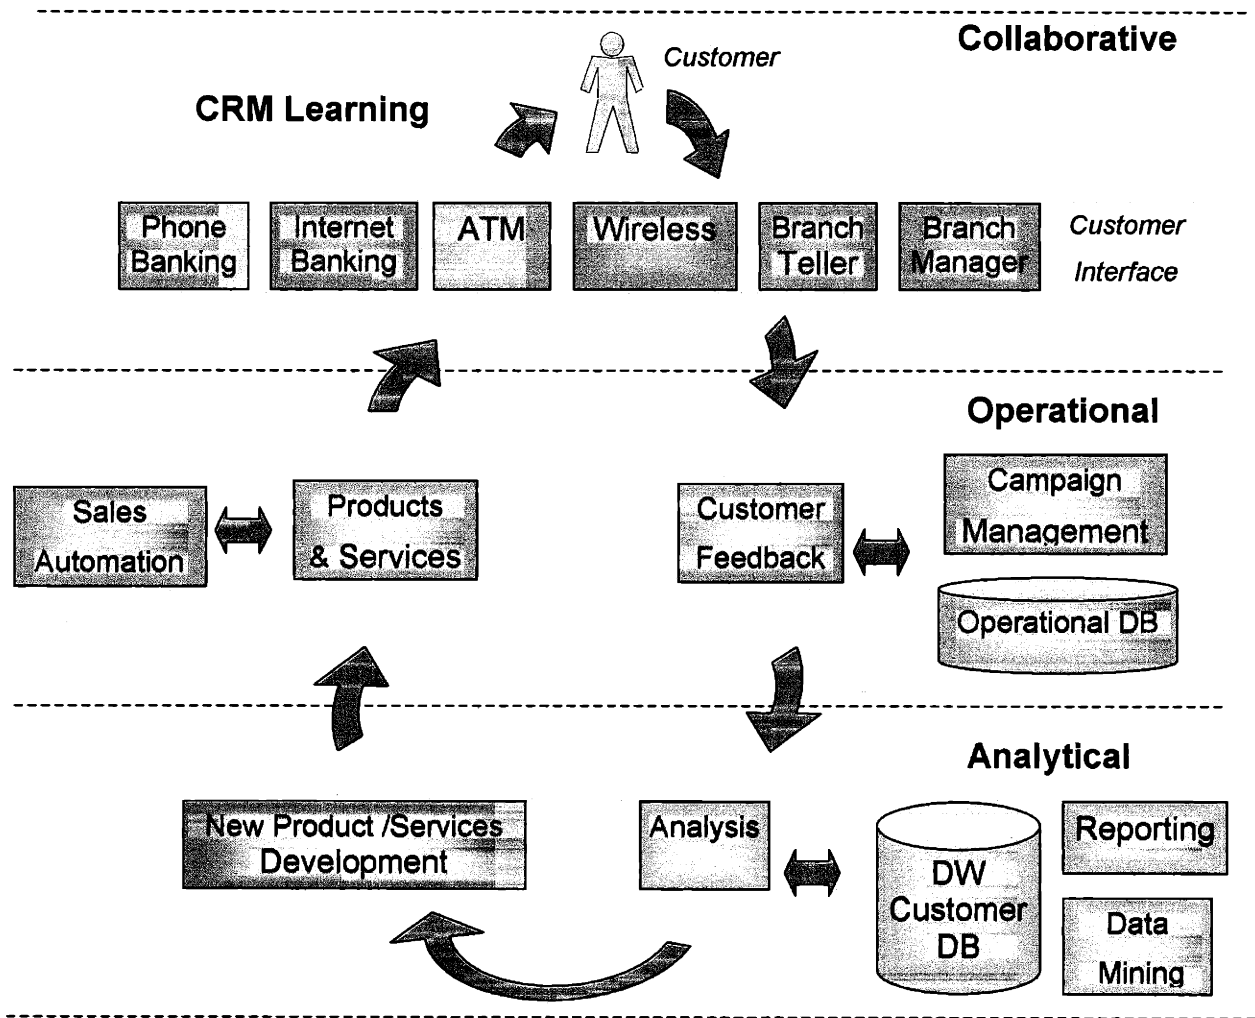 Collaborative
Customer
CRM Learning
Phone
Banking
Internet
Banking
ATM
Wireless
Branch
Teller
Branch
Manager
Customer
Interface
Operational
Sales
Automation
Products
& Services
Customer
Feedback
Campaign
Management
Operational DB
Analytical
New Product /Services
Development
Analysis
DW
Customer
DB
Reporting
Data
Mining